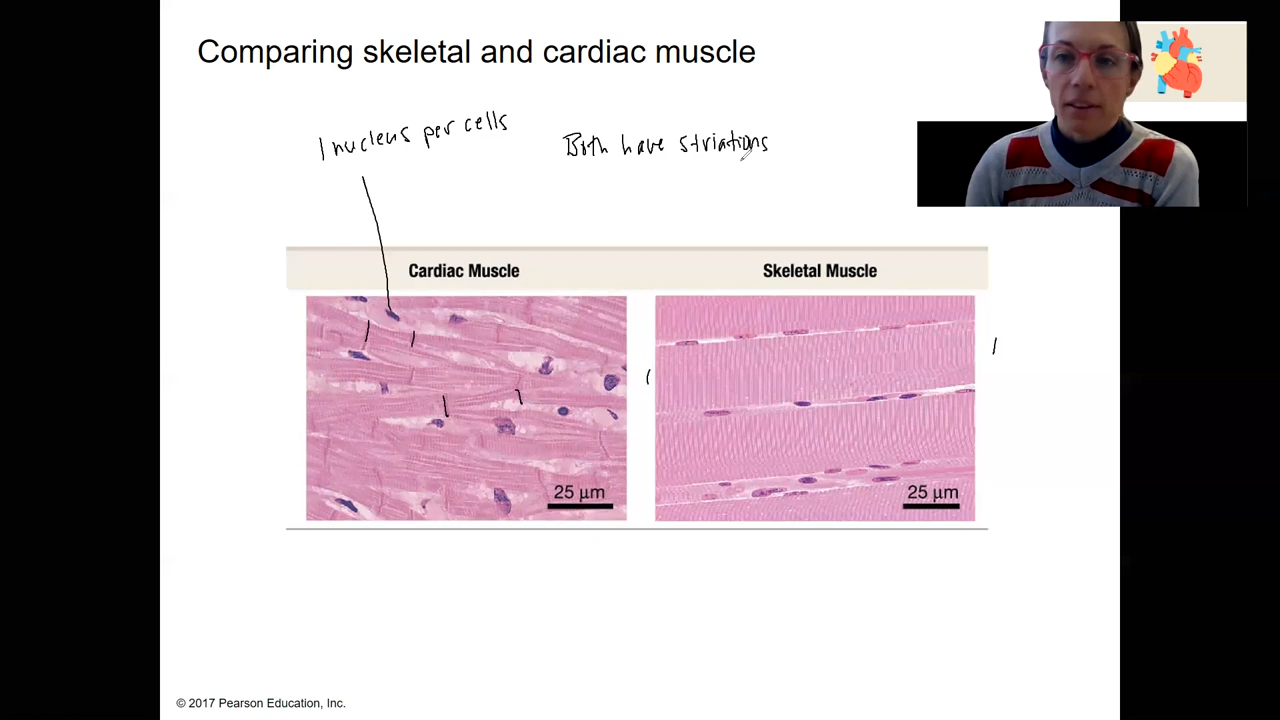 Comparing skeletal and cardiac muscle
1 nucleus per cells
Both have striations
Cardiac Muscle
Skeletal Muscle
25 μm
25 μm
© 2017 Pearson Education, Inc.